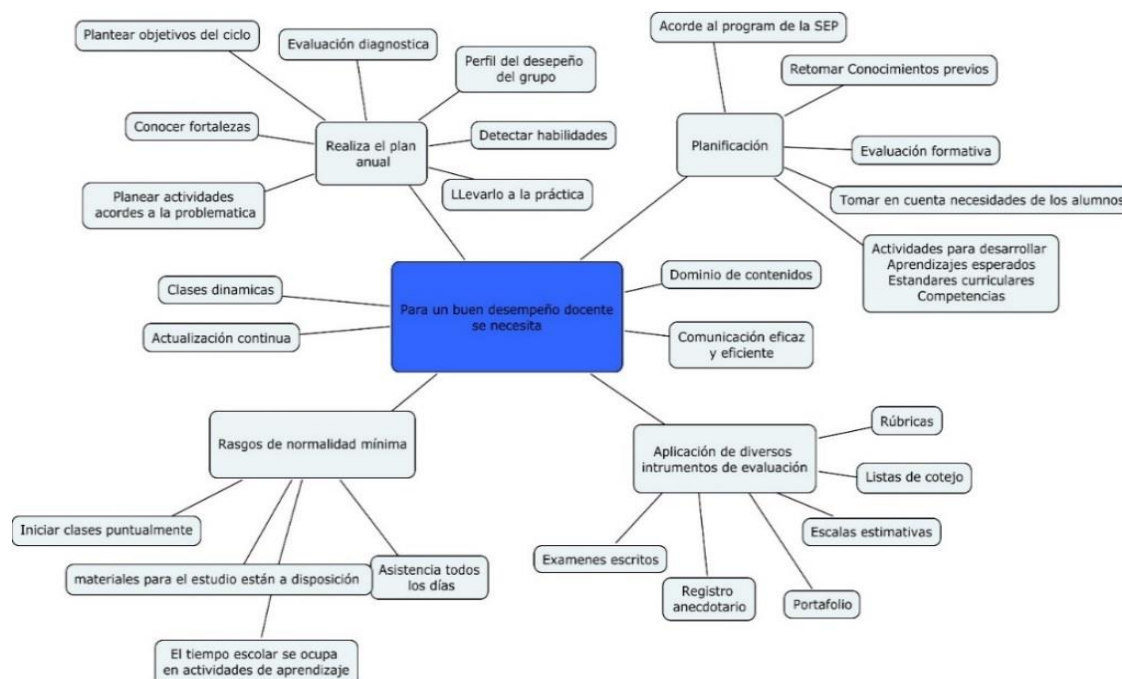 Plantear objetivos del ciclo
Evaluación diagnostica
Perfil del desepeño
del grupo
Conocer fortalezas
Realiza el plan
anual
Detectar habilidades
Planear actividades
acordes a la problematica
LLevarlo a la práctica
Acorde al program de la SEP
Retomar Conocimientos previos
Planificación
Evaluación formativa
Tomar en cuenta necesidades de los alumnos
Actividades para desarrollar
Aprendizajes esperados
Estandares curriculares
Competencias
Clases dinamicas
Actualización continua
Para un buen desempeño docente
se necesita
Dominio de contenidos
Comunicación eficaz
y eficiente
Rasgos de normalidad mínima
Iniciar clases puntualmente
materiales para el estudio están a disposición
Asistencia todos
los días
El tiempo escolar se ocupa
en actividades de aprendizaje
Aplicación de diversos
intrumentos de evaluación
Rúbricas
Listas de cotejo
Escalas estimativas
Examenes escritos
Registro
anecdotario
Portafolio